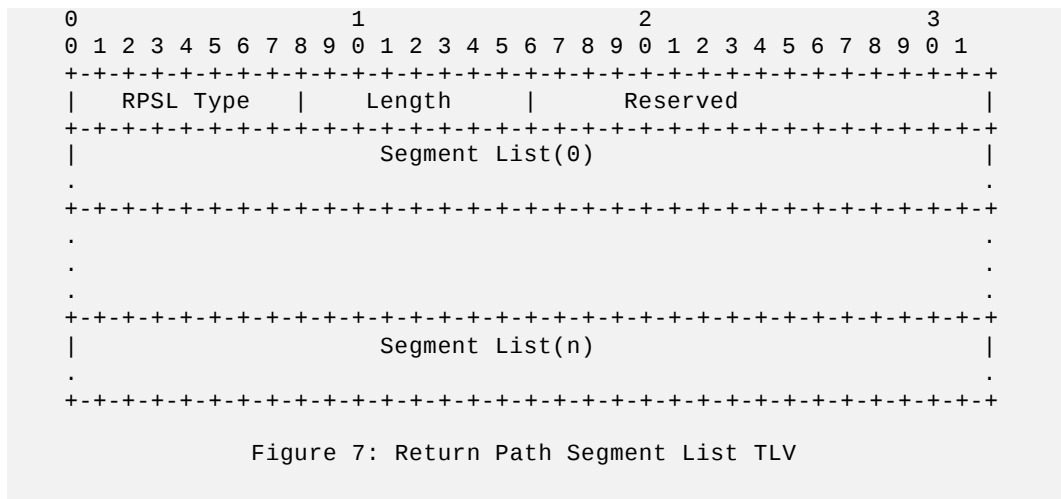 0                   1                   2                   3
0 1 2 3 4 5 6 7 8 9 0 1 2 3 4 5 6 7 8 9 0 1 2 3 4 5 6 7 8 9 0 1
+-+-+-+-+-+-+-+-+-+-+-+-+-+-+-+-+-+-+-+-+-+-+-+-+-+-+-+-+-+-+-+-+
|   RPSL Type   |    Length     |      Reserved                 |
+-+-+-+-+-+-+-+-+-+-+-+-+-+-+-+-+-+-+-+-+-+-+-+-+-+-+-+-+-+-+-+-+
|                     Segment List(0)                           |
.                                                               .
+-+-+-+-+-+-+-+-+-+-+-+-+-+-+-+-+-+-+-+-+-+-+-+-+-+-+-+-+-+-+-+-+
.                                                               .
.                                                               .
.                                                               .
+-+-+-+-+-+-+-+-+-+-+-+-+-+-+-+-+-+-+-+-+-+-+-+-+-+-+-+-+-+-+-+-+
|                     Segment List(n)                           |
.                                                               .
+-+-+-+-+-+-+-+-+-+-+-+-+-+-+-+-+-+-+-+-+-+-+-+-+-+-+-+-+-+-+-+-+
Figure 7: Return Path Segment List TLV